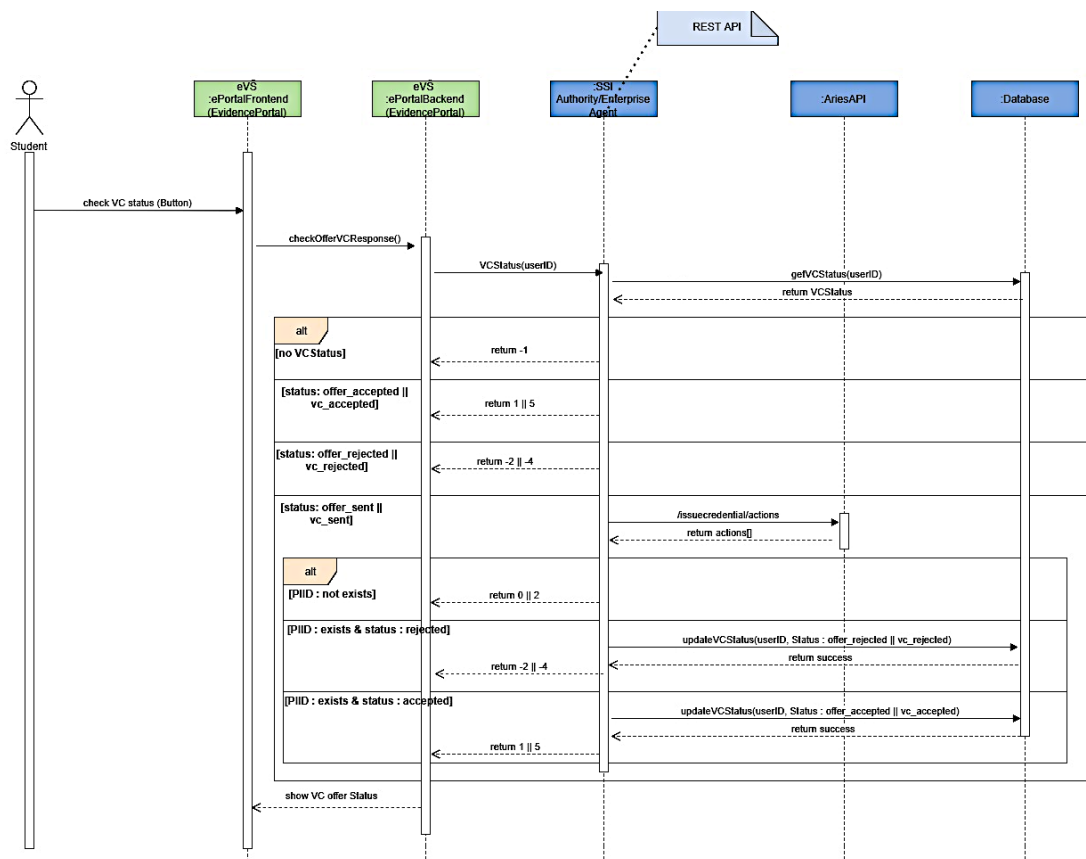 REST API
eVS
:ePortalFrontend
(EvidencePortal)
eVS
:ePortalBackend
(EvidencePortal)
:SSI
Authority/Enterprise
Agent
:AriesAPI
:Database
Student
check VC status (Button)
checkOfferVCResponse()
VCStatus(userID)
getVCStatus(userID)
return VCStatus
alt
[no VCStatus]
return -1
[status: offer_accepted ||
vc_accepted]
return 1 || 5
[status: offer_rejected ||
vc_rejected]
return -2 || -4
[status: offer_sent ||
vc_sent]
/issuecredential/actions
return actions[]
alt
[PIID : not exists]
return 0 || 2
[PIID : exists & status : rejected]
updateVCStatus(userID, Status : offer_rejected || vc_rejected)
return success
return -2 || -4
[PIID : exists & status : accepted]
updateVCStatus(userID, Status : offer_accepted || vc_accepted)
return success
return 1 || 5
show VC offer Status